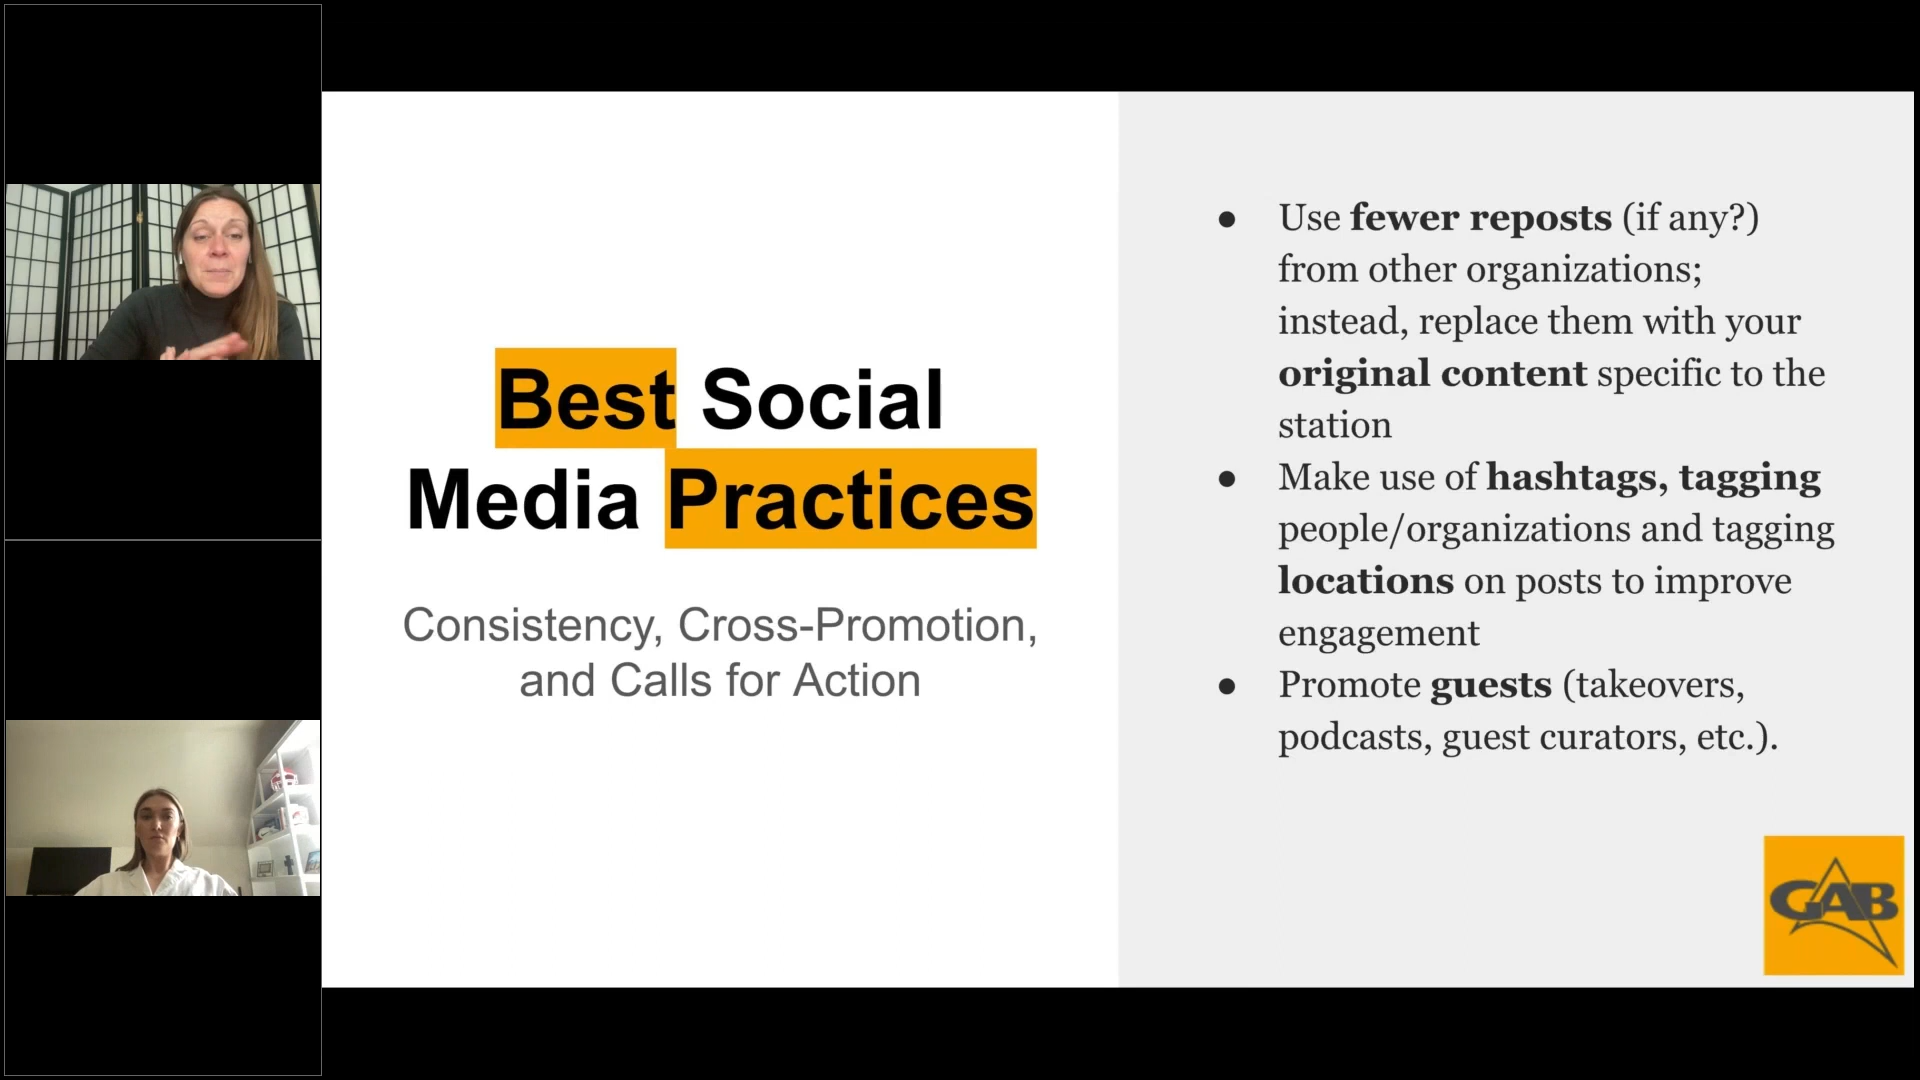 Best Social
Media Practices
Consistency, Cross-Promotion,
and Calls for Action
● Use fewer reposts (if any?)
from other organizations;
instead, replace them with your
original content specific to the
station
● Make use of hashtags, tagging
people/organizations and tagging
locations on posts to improve
engagement
● Promote guests (takeovers,
podcasts, guest curators, etc.).
GAB